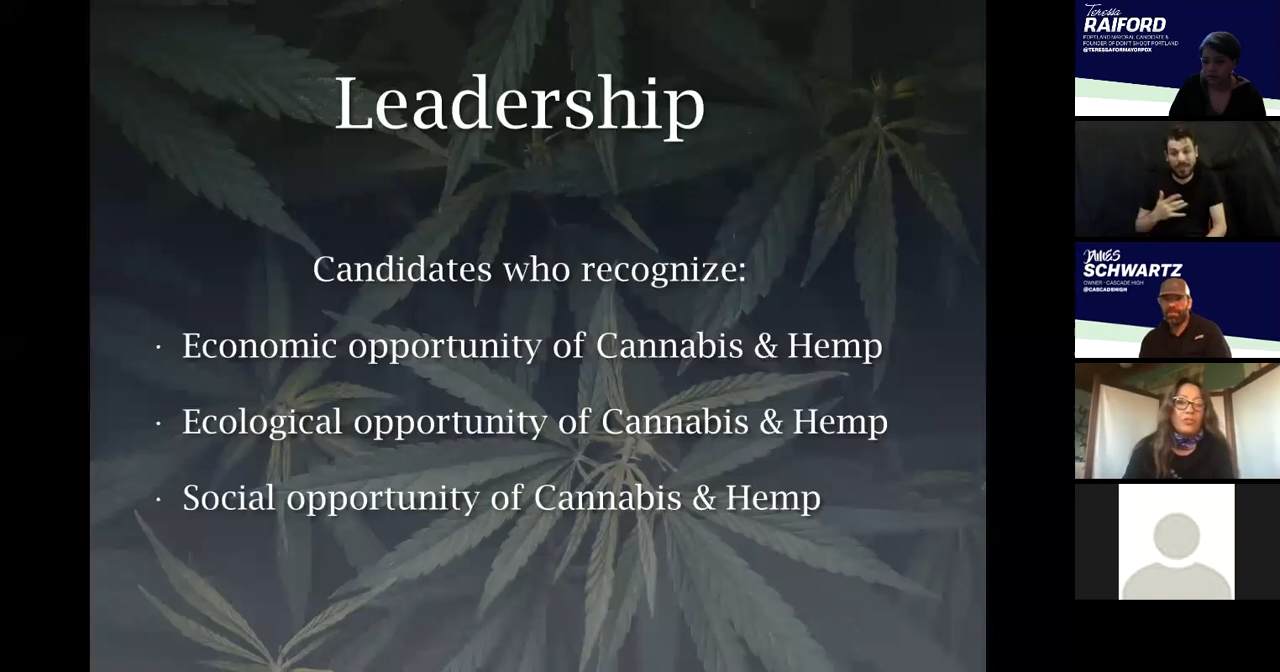 Leadership
Candidates who recognize:
· Economic opportunity of Cannabis & Hemp
· Ecological opportunity of Cannabis & Hemp
· Social opportunity of Cannabis & Hemp
Teressa
RAIFORD
PORTLAND MAYORAL CANDIDATE &
FOUNDER OF DON'T SHOOT PORTLAND
@TERESSAFORMAYORPDX
JAMES
SCHWARTZ
OWNER - CASCADE HIGH
@CASCADEHIGH